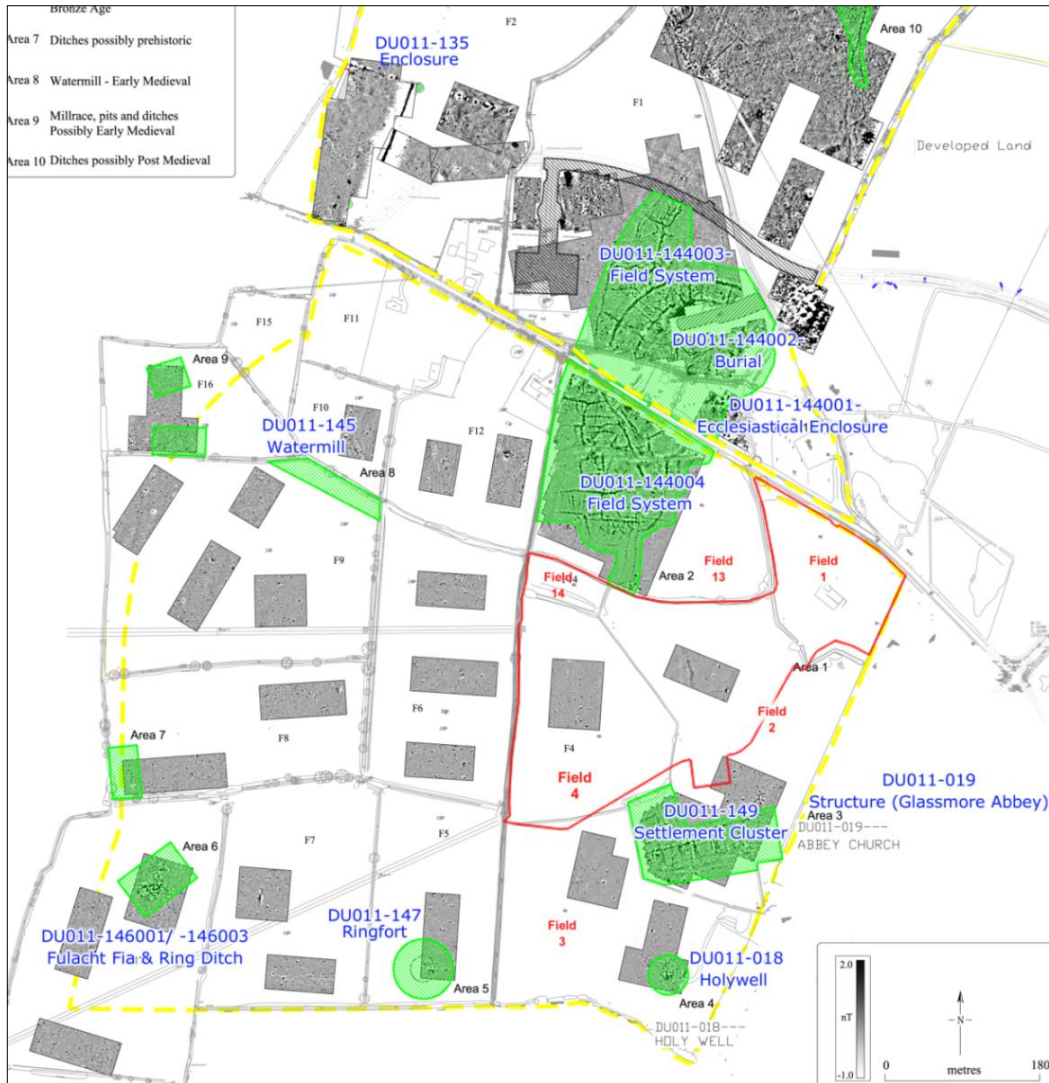 Bronze Age
Area 7 Ditches possibly prehistoric
Area 8 Watermill - Early Medieval
Area 9 Millrace, pits and ditches
Possibly Early Medieval
Area 10 Ditches possibly Post Medieval
F2
DU011-135
Enclosure
Area 10
F1
Developed Land
DU011-144003-
Field System
F15
F11
DU011-144002-
Burial
Area 9
F16
F10
DU011-144001-
Ecclesiastical Enclosure
DU011-145
Watermill
F12
Area 8
DU011-144004
Field System
F9
Area 2
Field
14
Field
13
Field
1
Area 1
F6
Field
2
Area 7
F8
F4
Field
4
DU011-019
Structure (Glassmore Abbey)
DU011-149
Settlement Cluster
Area 3
DU011-019---
ABBEY CHURCH
F5
F7
Area 6
DU011-147
Ringfort
Field
3
DU011-146001/ -146003
Fulacht Fia & Ring Ditch
DU011-018
Holywell
Area 5
Area 4
DU011-018---
HOLY WELL
2.0
nT
-1.0
N
metres
0
180